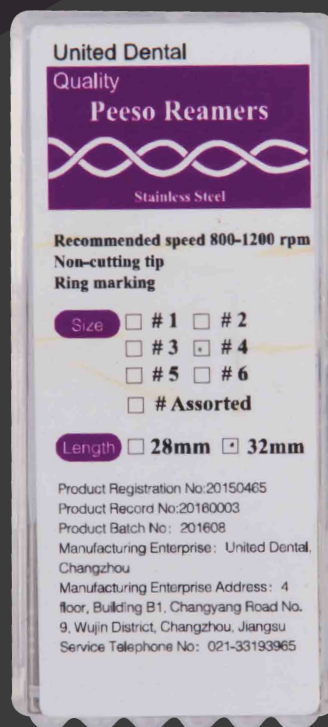 United Dental
Quality
Peeso Reamers
Stainless Steel
Recommended speed 800-1200 rpm
Non-cutting tip
Ring marking
Size □ # 1 □ # 2
□ # 3 ⊡ # 4
□ # 5 □ # 6
□ # Assorted
Length □ 28mm ⊡ 32mm
Product Registration No:20150465
Product Record No:20160003
Product Batch No: 201608
Manufacturing Enterprise: United Dental,
Changzhou
Manufacturing Enterprise Address: 4
floor, Building B1, Changyang Road No.
9, Wujin District, Changzhou, Jiangsu
Service Telephone No: 021-33193965